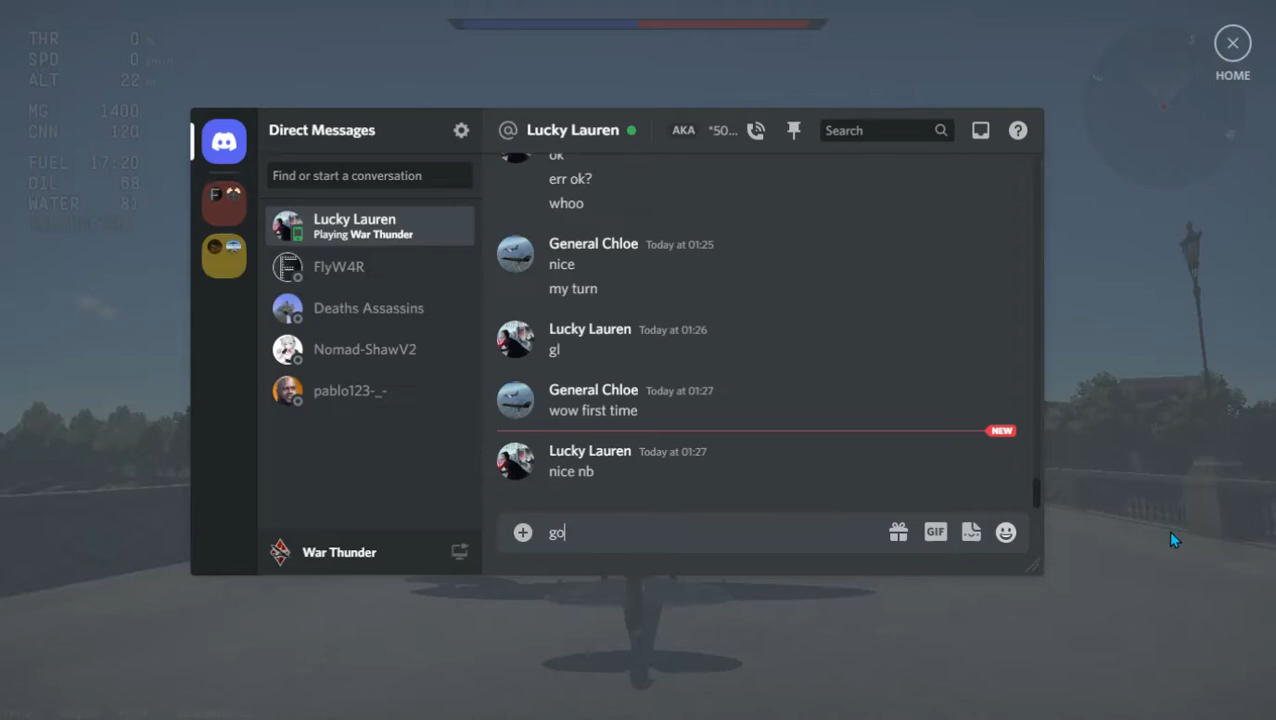 THR 0 %
SPD 0
ALT 22 m
MG 1400
CNN 120
FUEL 17:20
OIL 68
WATER 81
HOME
Direct Messages
Find or start a conversation
Lucky Lauren
Playing War Thunder
FlyW4R
Deaths Assassins
Nomad-ShawV2
pablo123-_-
War Thunder
@ Lucky Lauren AKA *50... Search
ok
err ok?
whoo
General Chloe Today at 01:25
nice
my turn
Lucky Lauren Today at 01:26
gl
General Chloe Today at 01:27
wow first time
NEW
Lucky Lauren Today at 01:27
nice nb
go
GIF